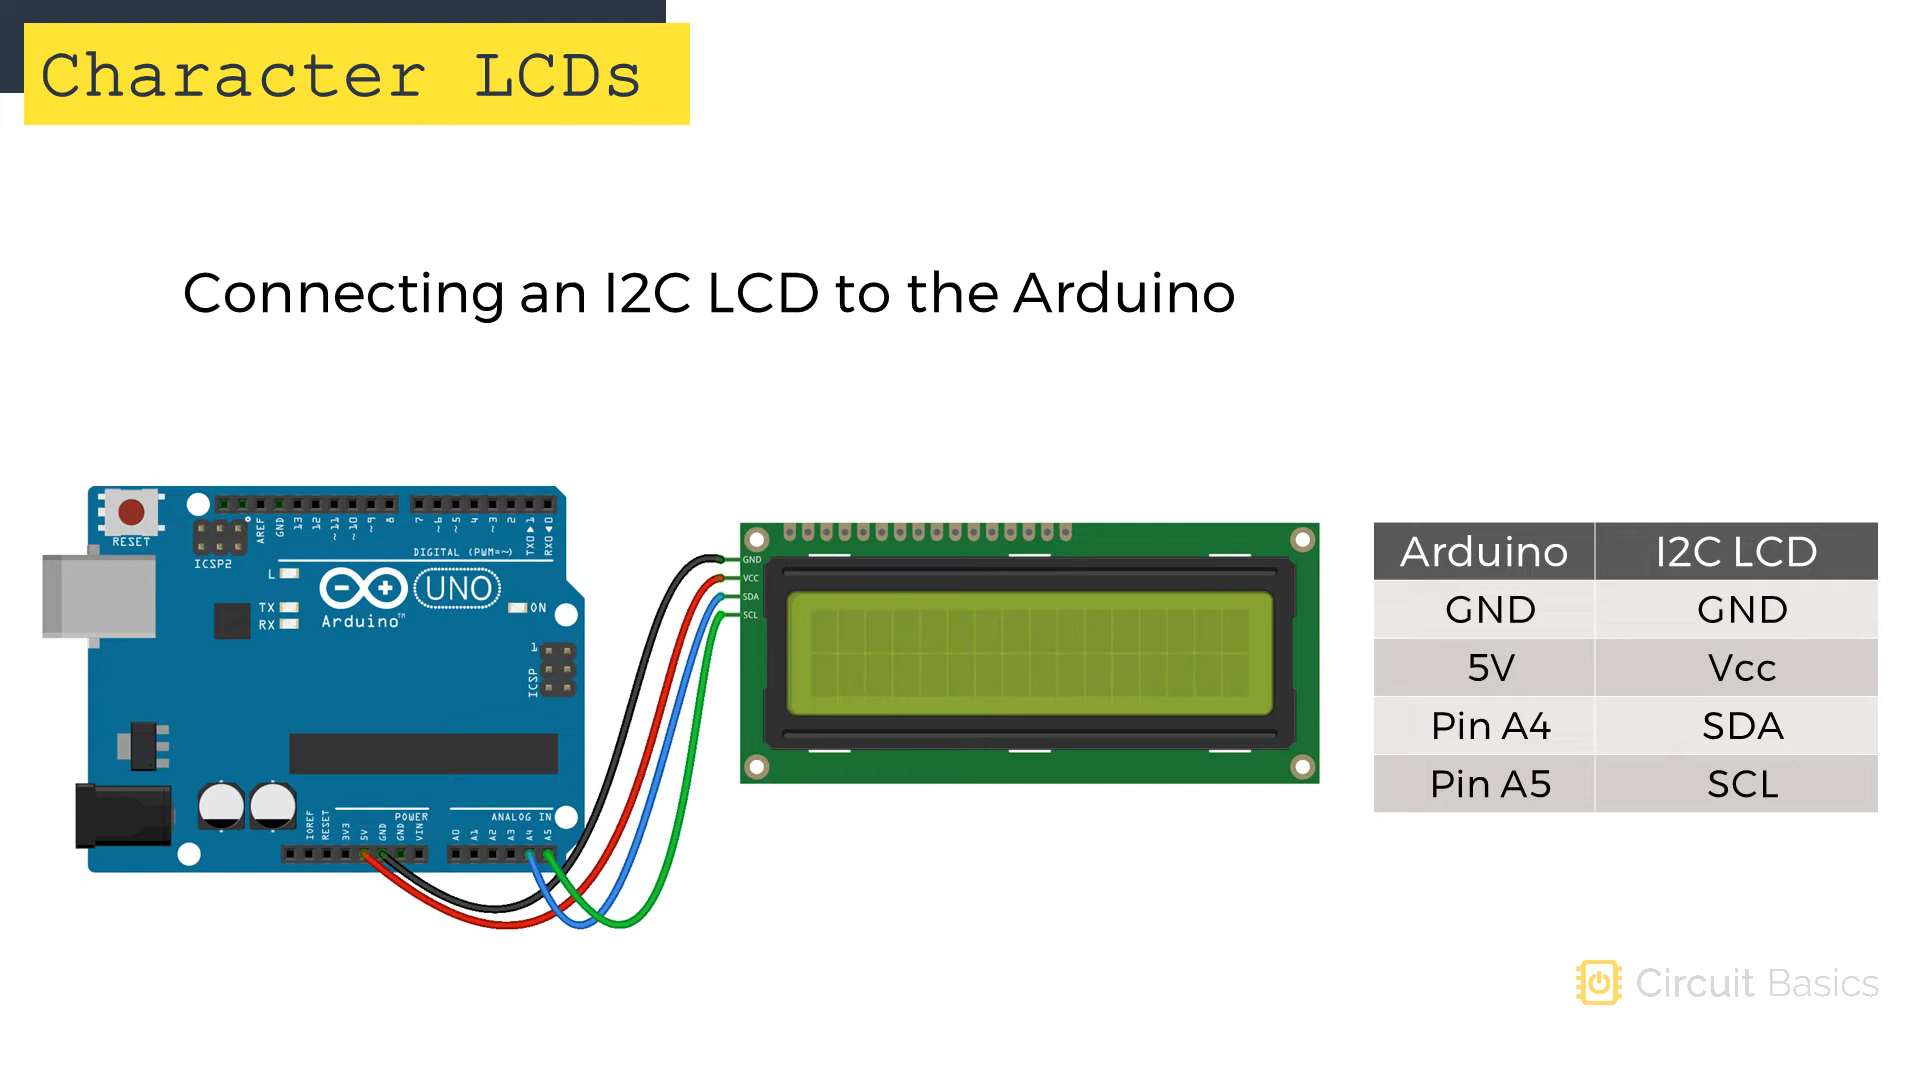 Character LCDs
Connecting an I2C LCD to the Arduino
RESET
ICSP2
AREF
GND
13
12
~11
~10
~9
8
7
~6
~5
4
~3
2
TX0▶1
RX0◀0
DIGITAL (PWM=~)
L
TX
RX
Arduino™
UNO
ON
1
ICSP
IOREF
RESET
3V3
5V
GND
GND
VIN
POWER
A0
A1
A2
A3
A4
A5
ANALOG IN
GND
VCC
SDA
SCL
Arduino I2C LCD
GND GND
5V Vcc
Pin A4 SDA
Pin A5 SCL
Circuit Basics